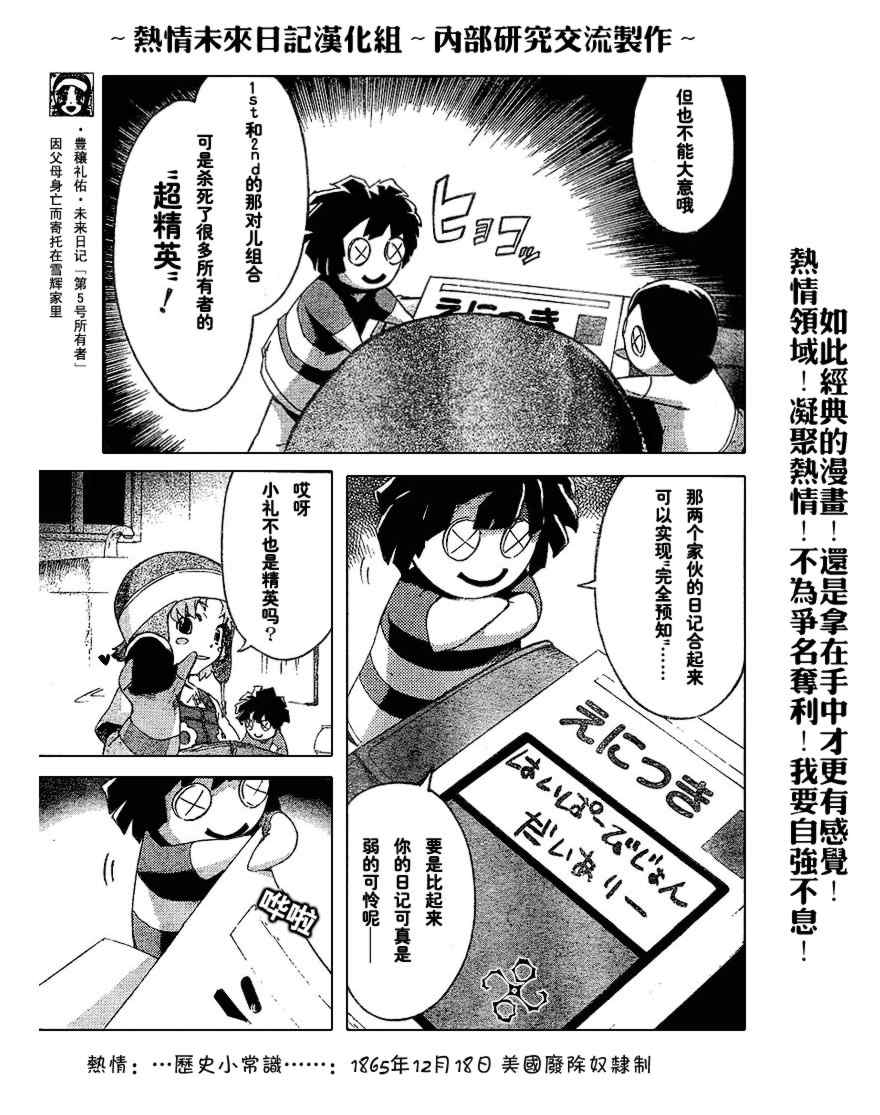 ~熱情未來日記漢化組~內部研究交流製作~
但也不能大意哦
1st和2nd的那对儿组合
可是杀死了很多所有者的
"超精英"！
ヒョコッ
えにっき
・豊穣礼佑・未来日记「第5号所有者」
因父母身亡而寄托在雪辉家里
那两个家伙的日记合起来
可以实现"完全预知"……
えにっき
はいぱーびじょん
だいありー
要是比起来
你的日记可真是
弱的可怜呢——
哎呀
小礼不也是精英吗？
哗啦
如此經典的漫畫！還是拿在手中才更有感覺！
熱情領域！凝聚熱情！不為爭名奪利！我要自強不息！
熱情：…歷史小常識……：1865年12月18日 美國廢除奴隸制